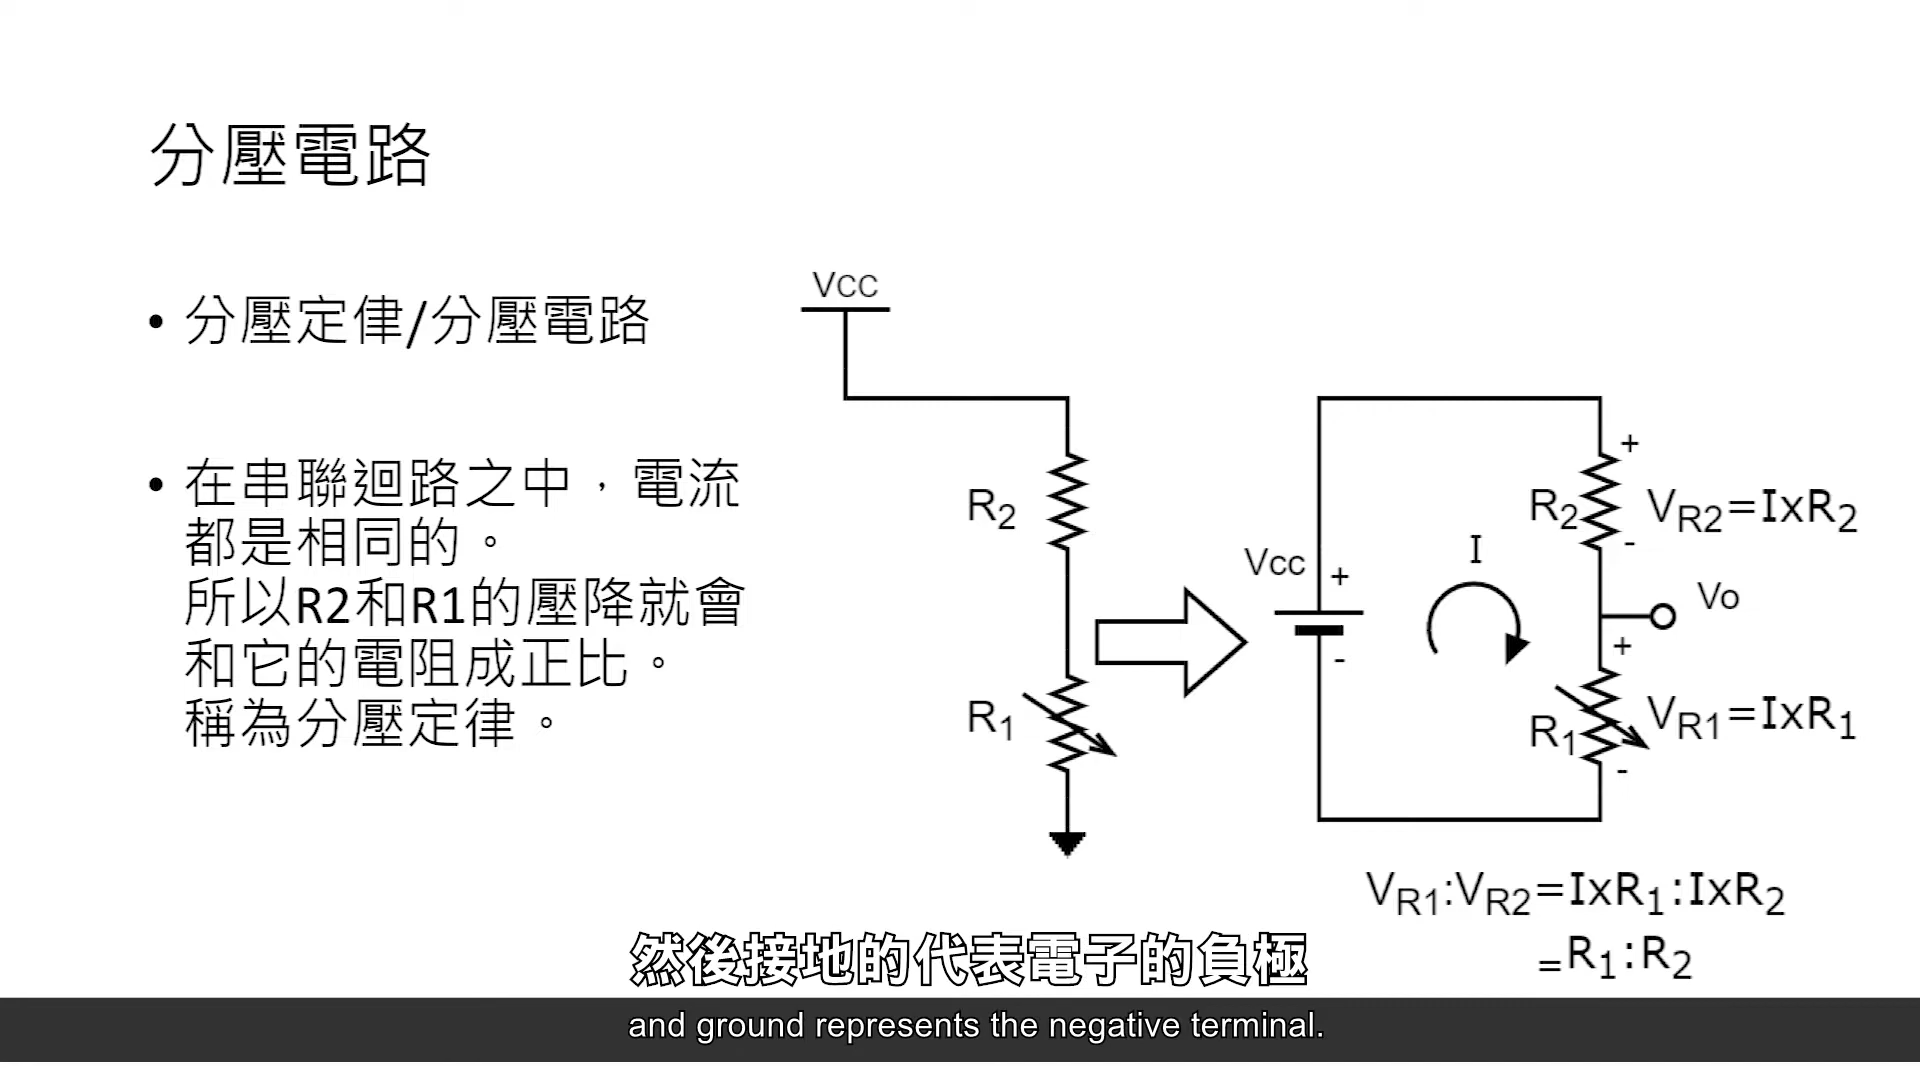 分壓電路
• 分壓定律/分壓電路
• 在串聯迴路之中，電流
都是相同的。
所以R2和R1的壓降就會
和它的電阻成正比。
稱為分壓定律。
Vcc
R2
R1
Vcc
+
-
I
+
R2
-
VR2=IxR2
Vo
+
R1
-
VR1=IxR1
VR1:VR2=IxR1:IxR2
=R1:R2
然後接地的代表電子的負極
and ground represents the negative terminal.